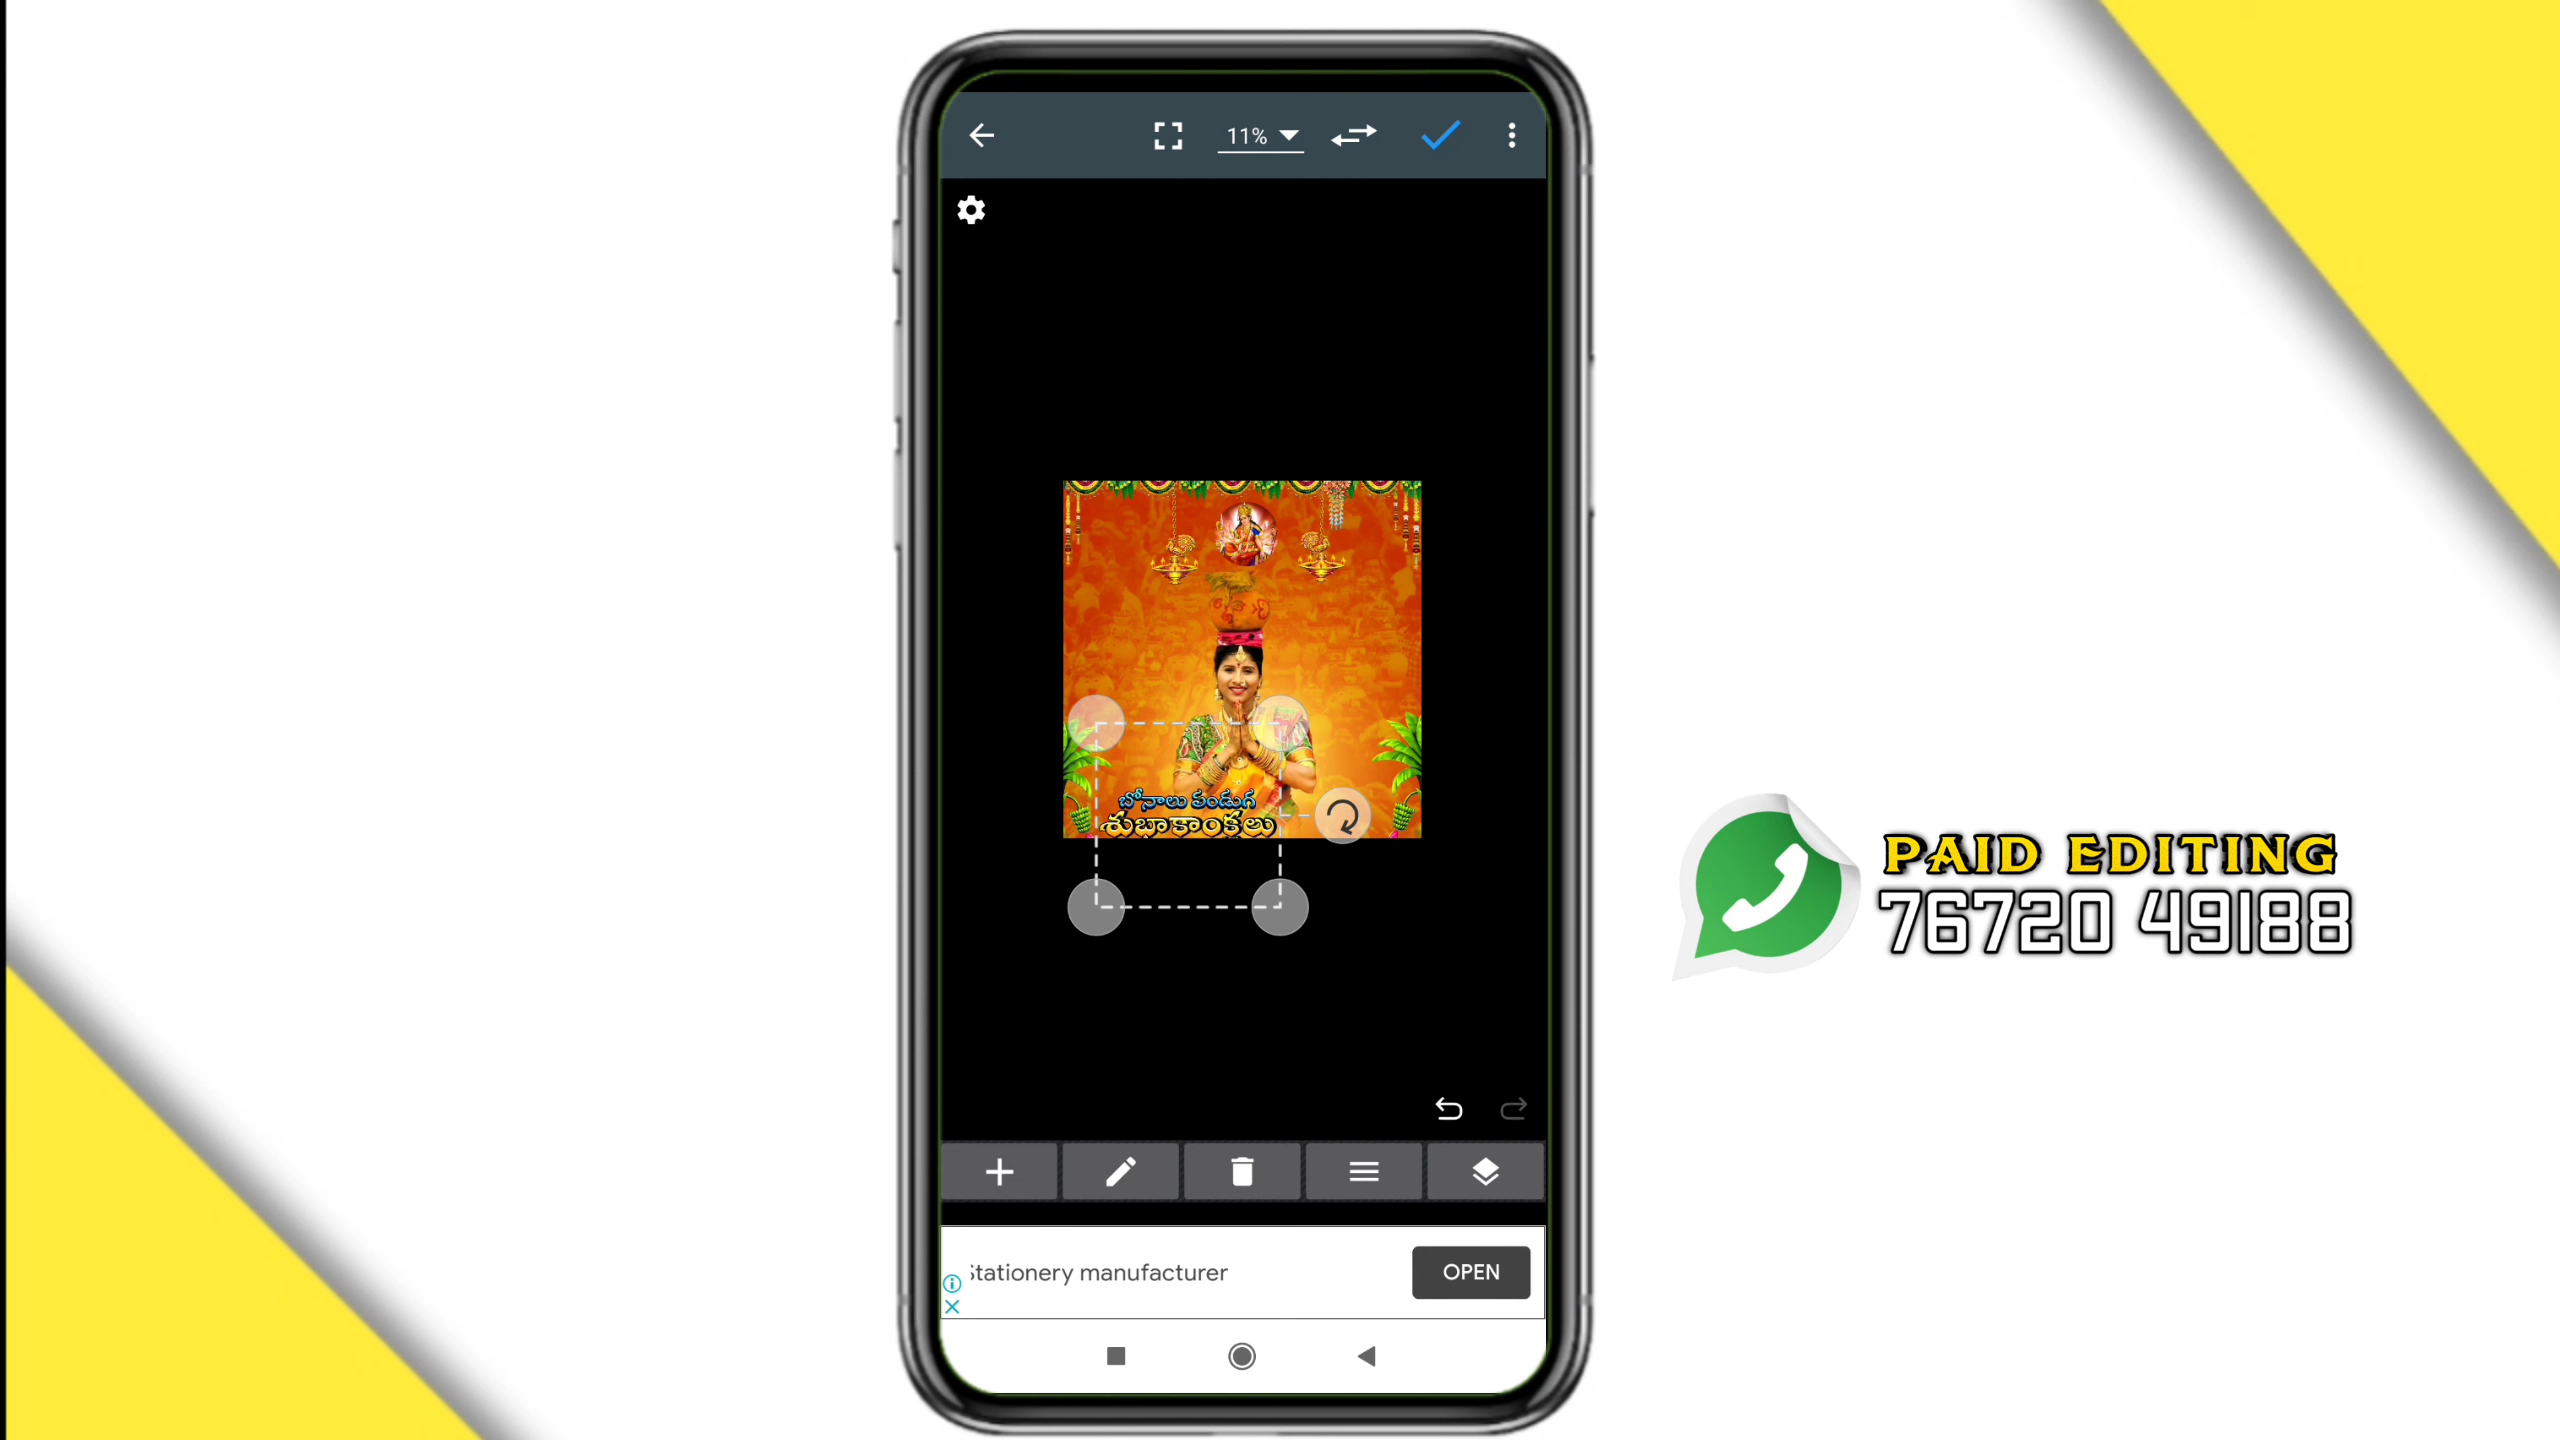 11%
బోనాలు పండుగ
శుభాకాంక్షలు
PAID EDITING
76720 49188
Stationery manufacturer
OPEN